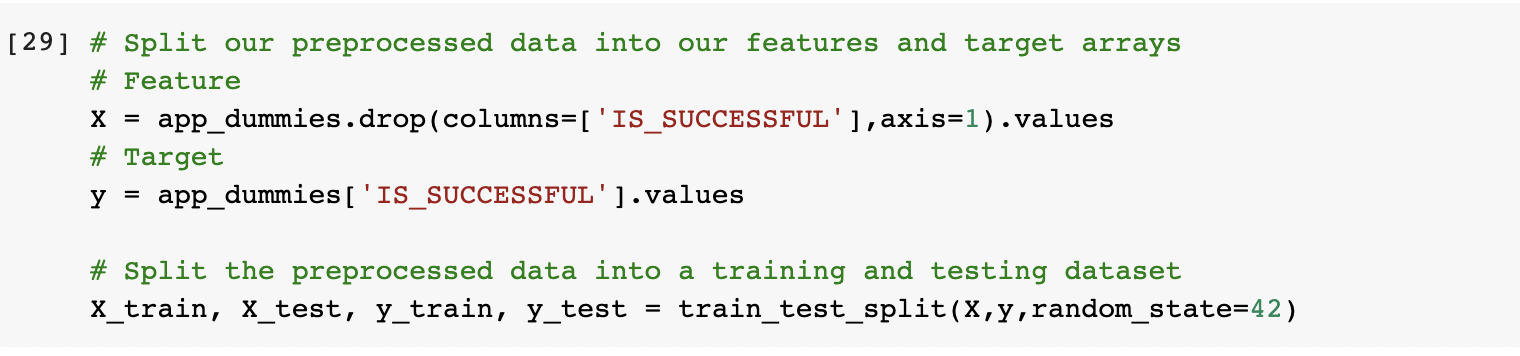 [29] # Split our preprocessed data into our features and target arrays
# Feature
X = app_dummies.drop(columns=['IS_SUCCESSFUL'],axis=1).values
# Target
y = app_dummies['IS_SUCCESSFUL'].values
# Split the preprocessed data into a training and testing dataset
X_train, X_test, y_train, y_test = train_test_split(X,y,random_state=42)